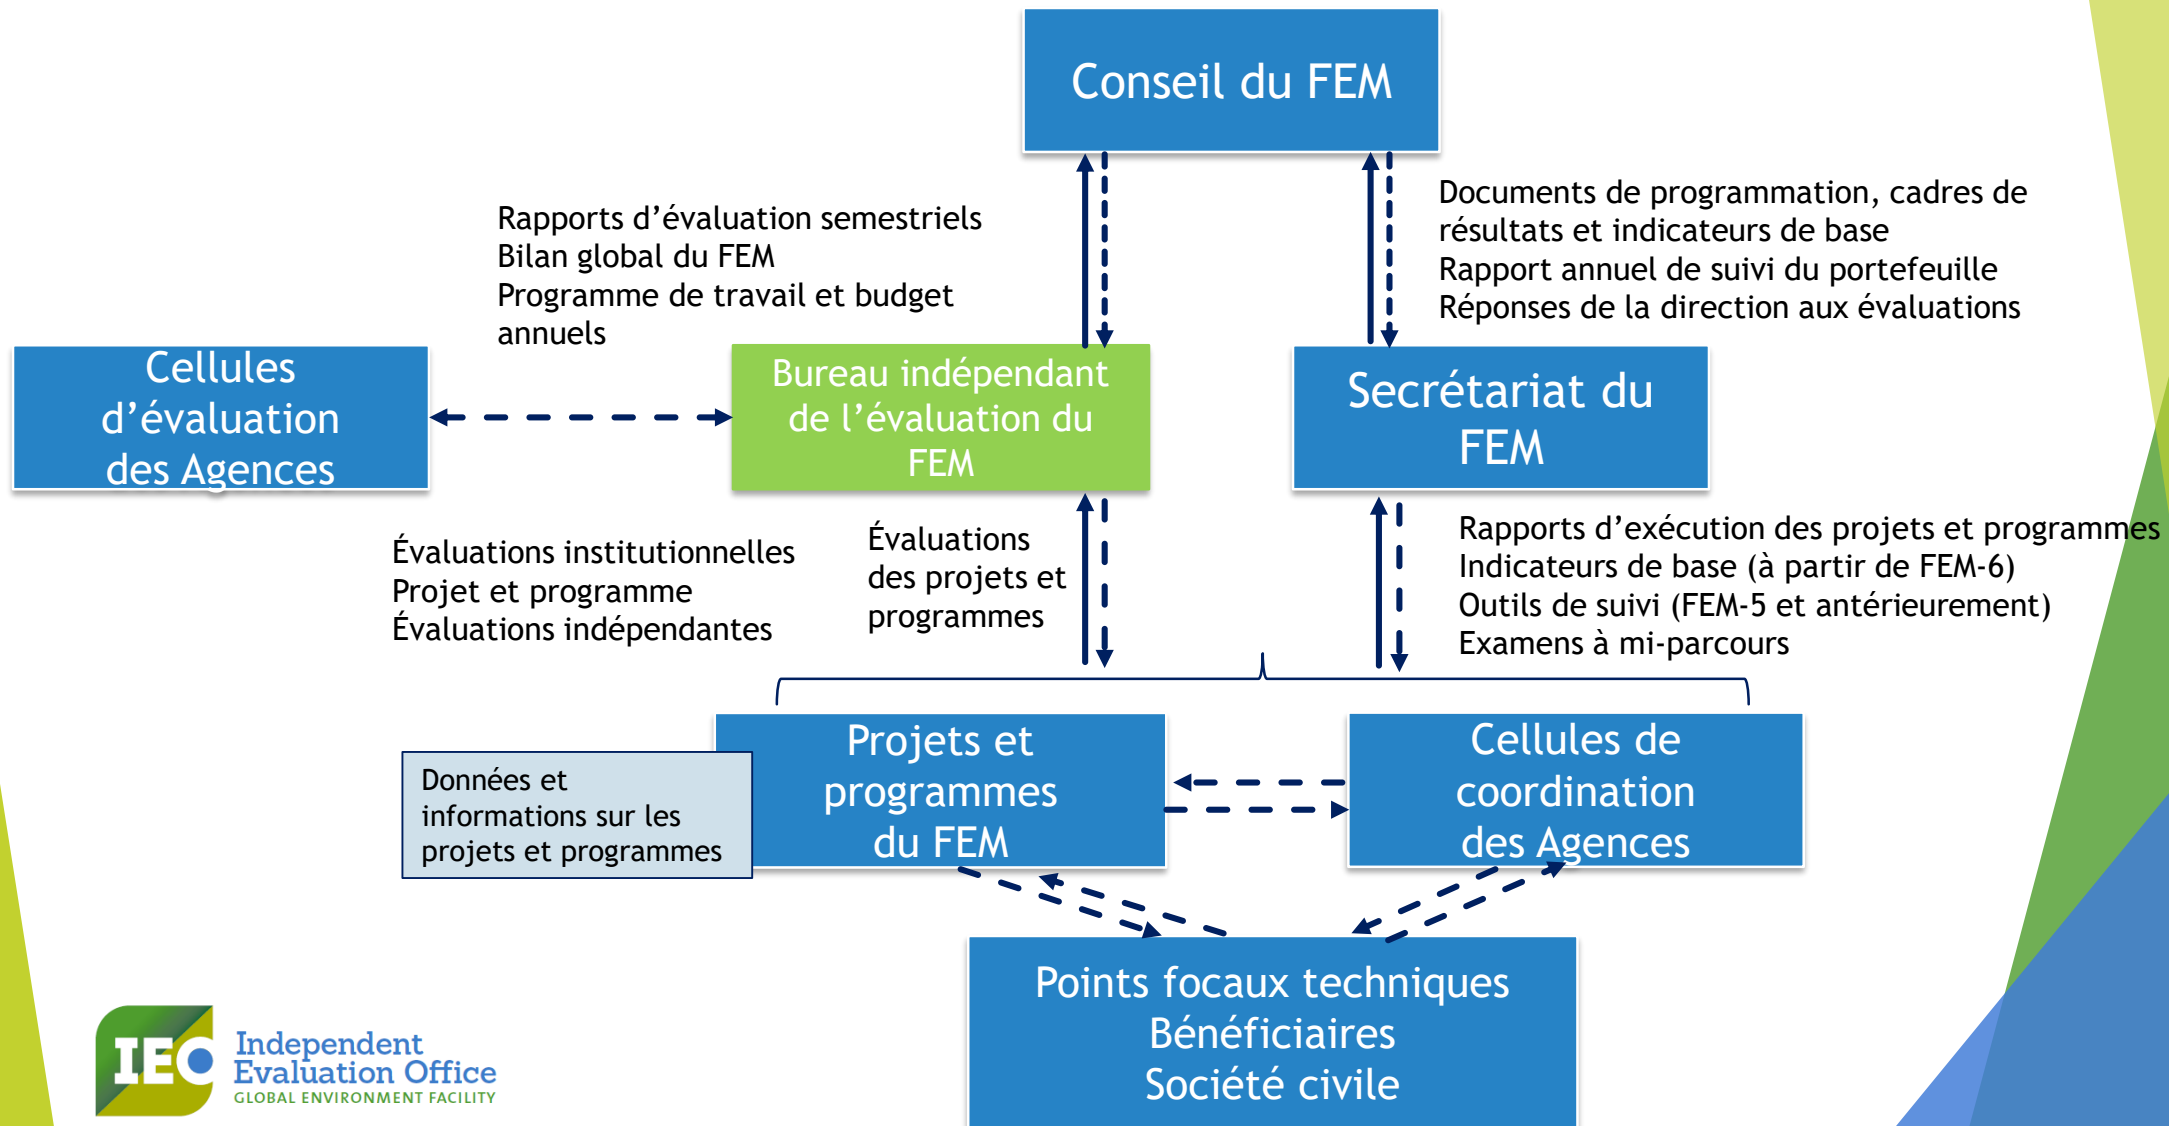 Conseil du FEM
Rapports d’évaluation semestriels
Bilan global du FEM
Programme de travail et budget
annuels
Documents de programmation, cadres de
résultats et indicateurs de base
Rapport annuel de suivi du portefeuille
Réponses de la direction aux évaluations
Cellules
d’évaluation
des Agences
Bureau indépendant
de l’évaluation du
FEM
Secrétariat du
FEM
Évaluations institutionnelles
Projet et programme
Évaluations indépendantes
Évaluations
des projets et
programmes
Rapports d’exécution des projets et programmes
Indicateurs de base (à partir de FEM-6)
Outils de suivi (FEM-5 et antérieurement)
Examens à mi-parcours
Données et
informations sur les
projets et programmes
Projets et
programmes
du FEM
Cellules de
coordination
des Agences
Points focaux techniques
Bénéficiaires
Société civile
IEO
Independent
Evaluation Office
GLOBAL ENVIRONMENT FACILITY